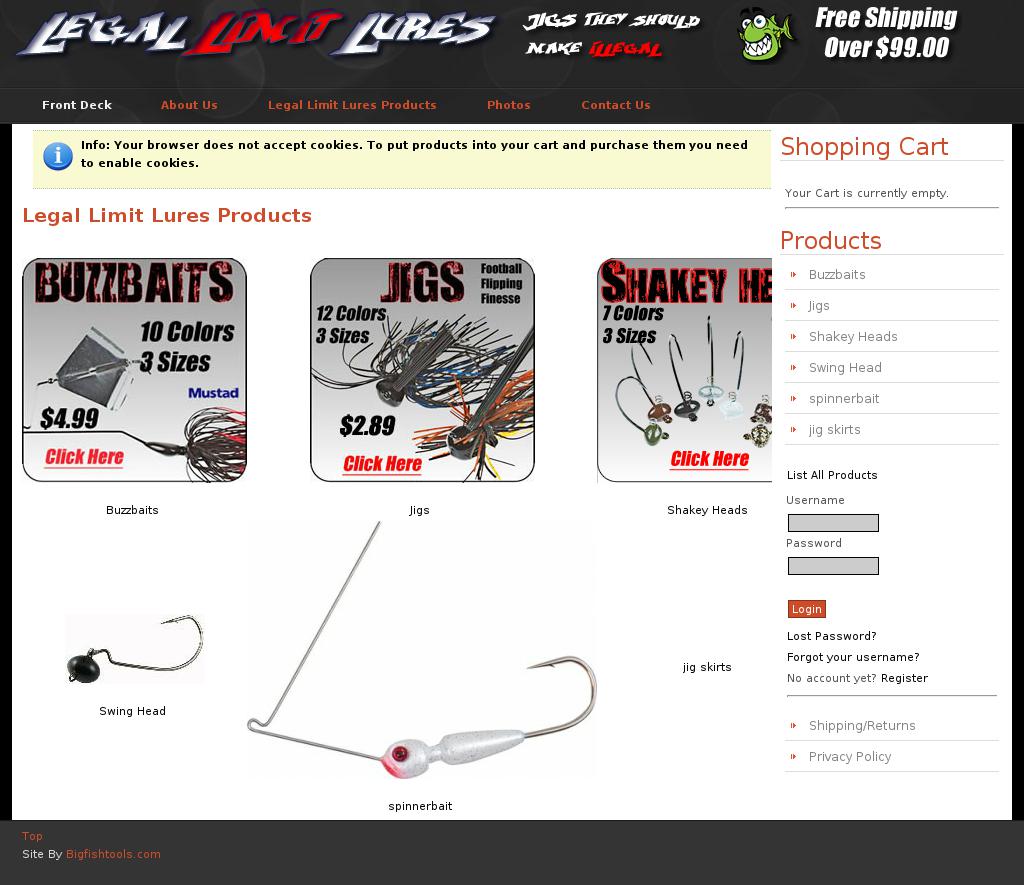 Legal Limit Lures
Jigs they should
make illegal
Free Shipping
Over $99.00
Front Deck
About Us
Legal Limit Lures Products
Photos
Contact Us
Info: Your browser does not accept cookies. To put products into your cart and purchase them you need
to enable cookies.
Legal Limit Lures Products
Buzzbaits
10 Colors
3 Sizes
Mustad
$4.99
Click Here
Buzzbaits
Jigs
Football
Flipping
Finesse
12 Colors
3 Sizes
$2.89
Click Here
Jigs
Shakey He
7 Colors
3 Sizes
Click Here
Shakey Heads
Swing Head
spinnerbait
jig skirts
Shopping Cart
Your Cart is currently empty.
Products
Buzzbaits
Jigs
Shakey Heads
Swing Head
spinnerbait
jig skirts
List All Products
Username
Password
Login
Lost Password?
Forgot your username?
No account yet? Register
Shipping/Returns
Privacy Policy
Top
Site By Bigfishtools.com